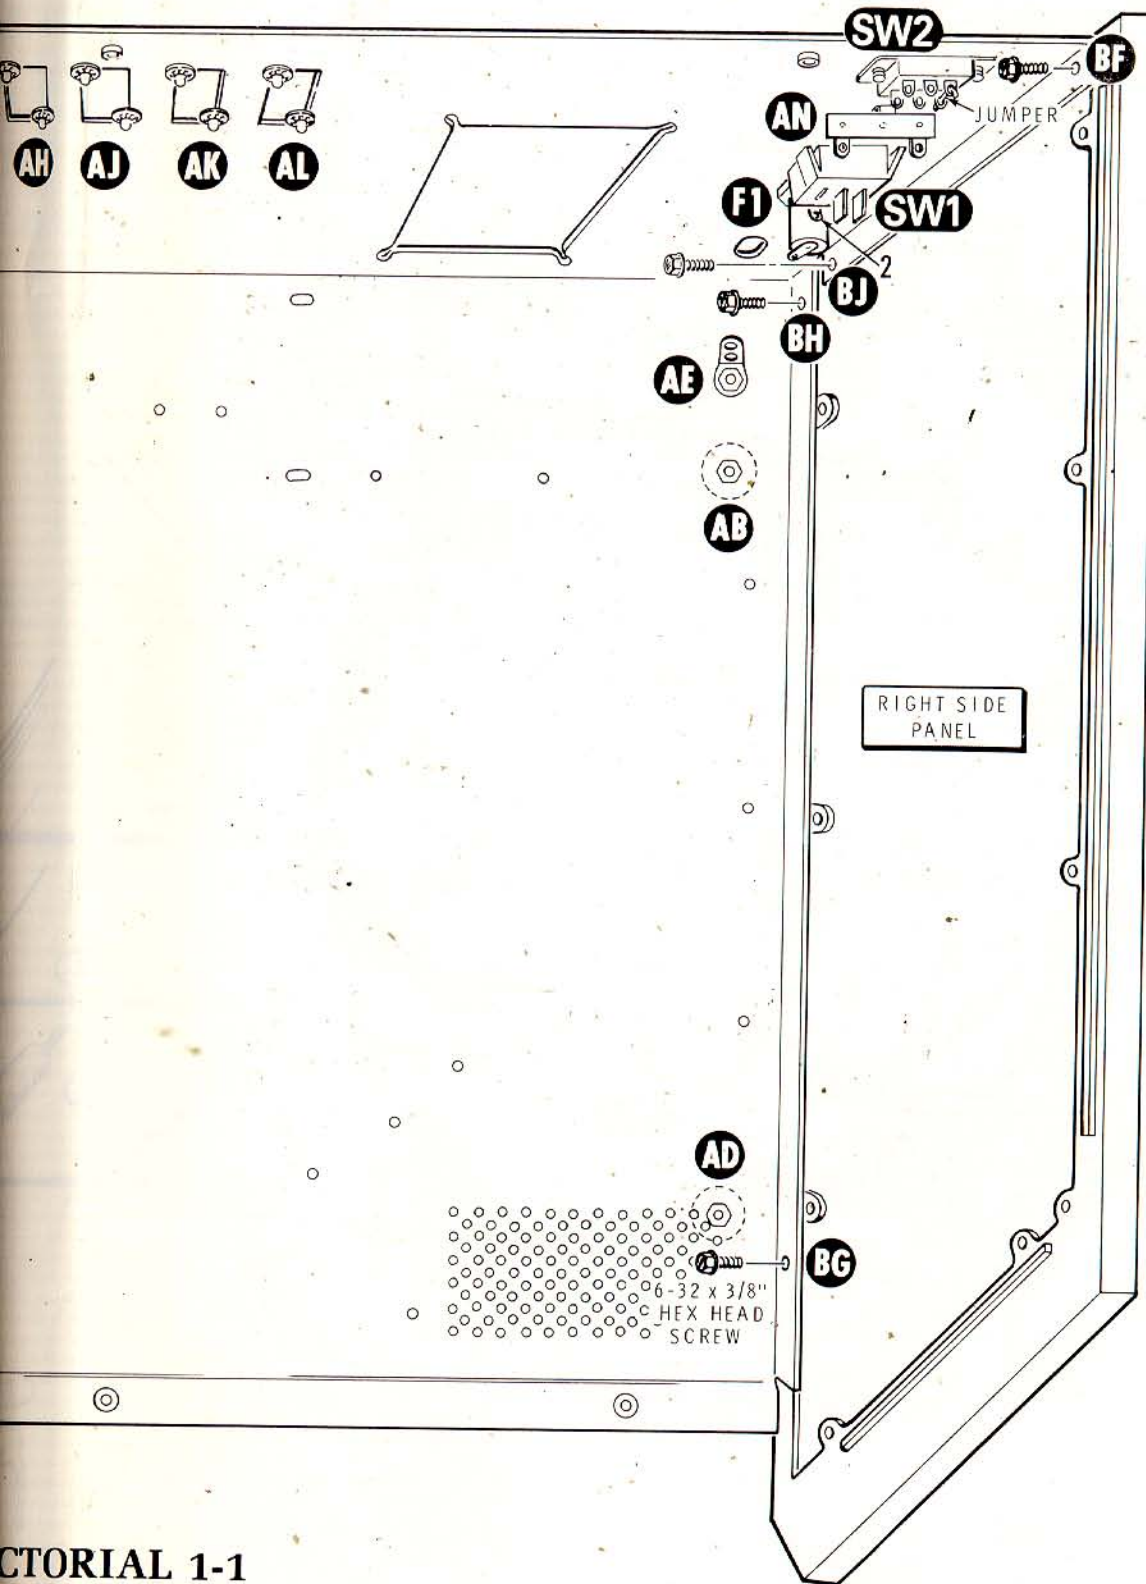 SW2
BF
JUMPER
AN
AH AJ AK AL
F1
SW1
2
BJ
BH
AE
AB
RIGHT SIDE
PANEL
AD
BG
6-32 x 3/8"
HEX HEAD
SCREW
CTORIAL 1-1